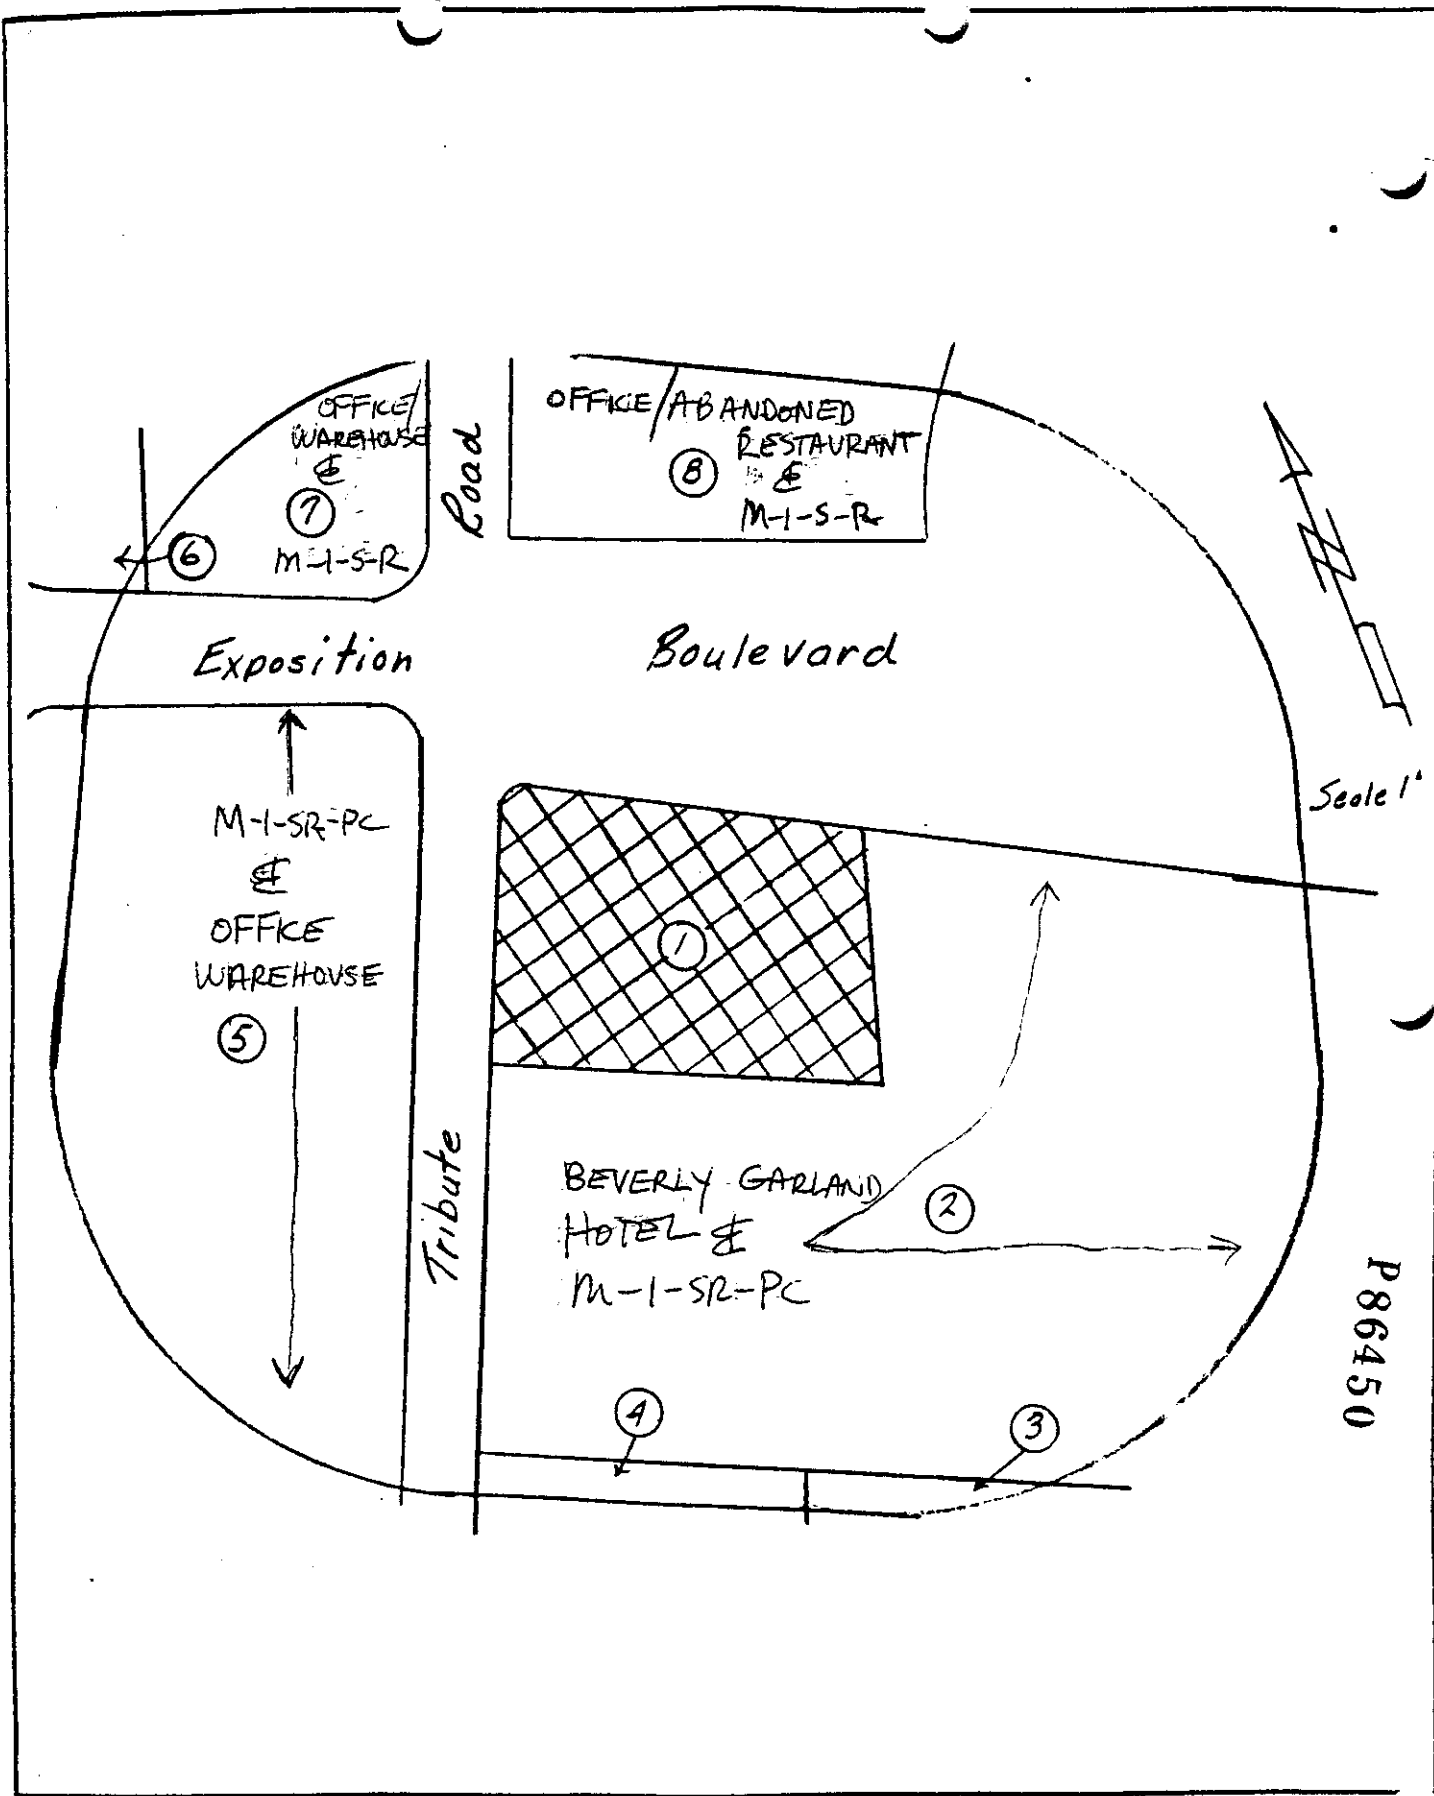 OFFICE/
WAREHOUSE
&
7
M-1-S-R
6
Road
OFFICE/ABANDONED
RESTAURANT
8
&
M-1-S-R
Exposition Boulevard
Scale 1"
M-1-SR-PC
&
OFFICE
WAREHOUSE
5
1
Tribute
BEVERLY GARLAND
HOTEL &
M-1-SR-PC
2
4
3
P86450